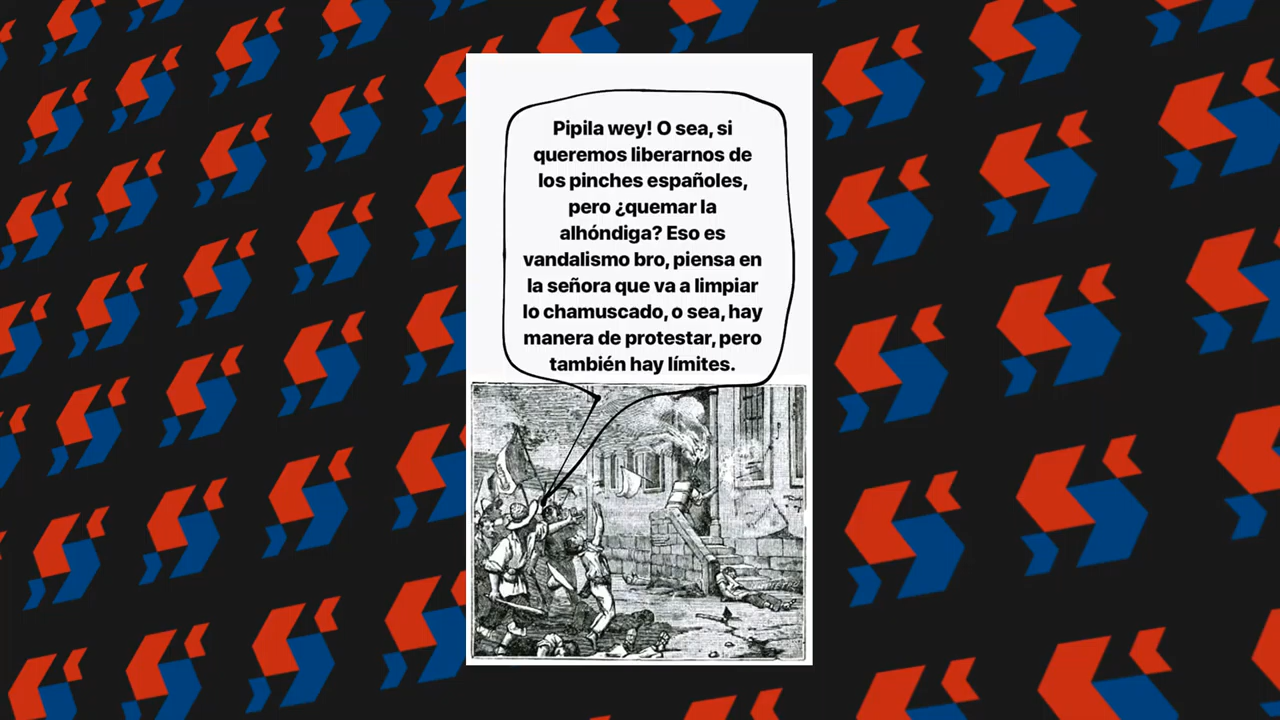 Pipila wey! O sea, si
queremos liberarnos de
los pinches españoles,
pero ¿quemar la
alhóndiga? Eso es
vandalismo bro, piensa en
la señora que va a limpiar
lo chamuscado, o sea, hay
manera de protestar, pero
también hay límites.